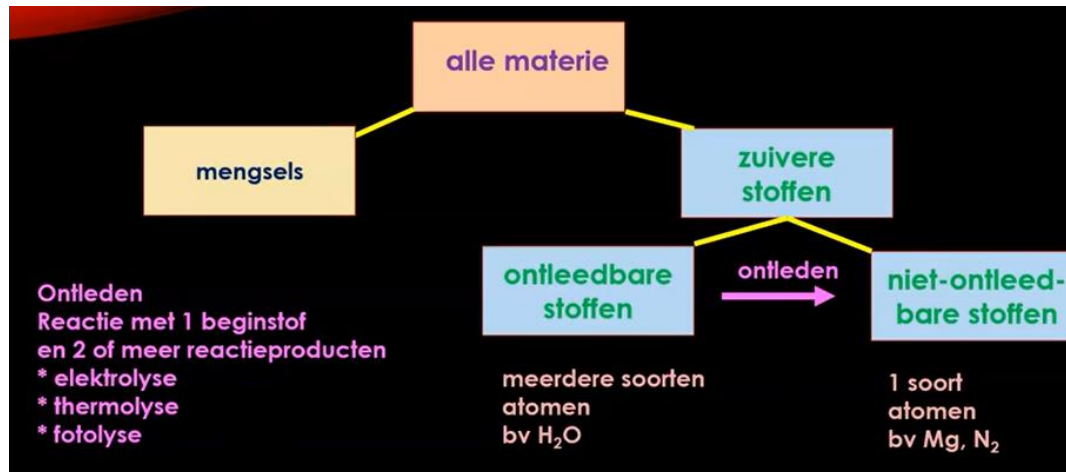 alle materie
mengsels
zuivere
stoffen
ontleedbare
stoffen
ontleden
niet-ontleed-
bare stoffen
Ontleden
Reactie met 1 beginstof
en 2 of meer reactieproducten
* elektrolyse
* thermolyse
* fotolyse
meerdere soorten
atomen
bv H₂O
1 soort
atomen
bv Mg, N₂